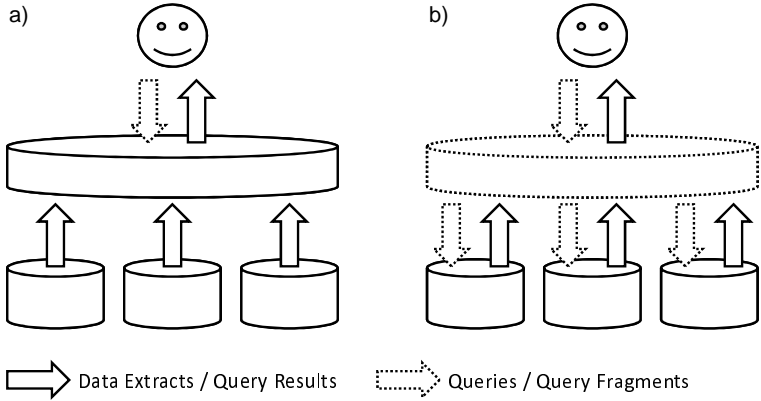 a)
b)
Data Extracts / Query Results
Queries / Query Fragments